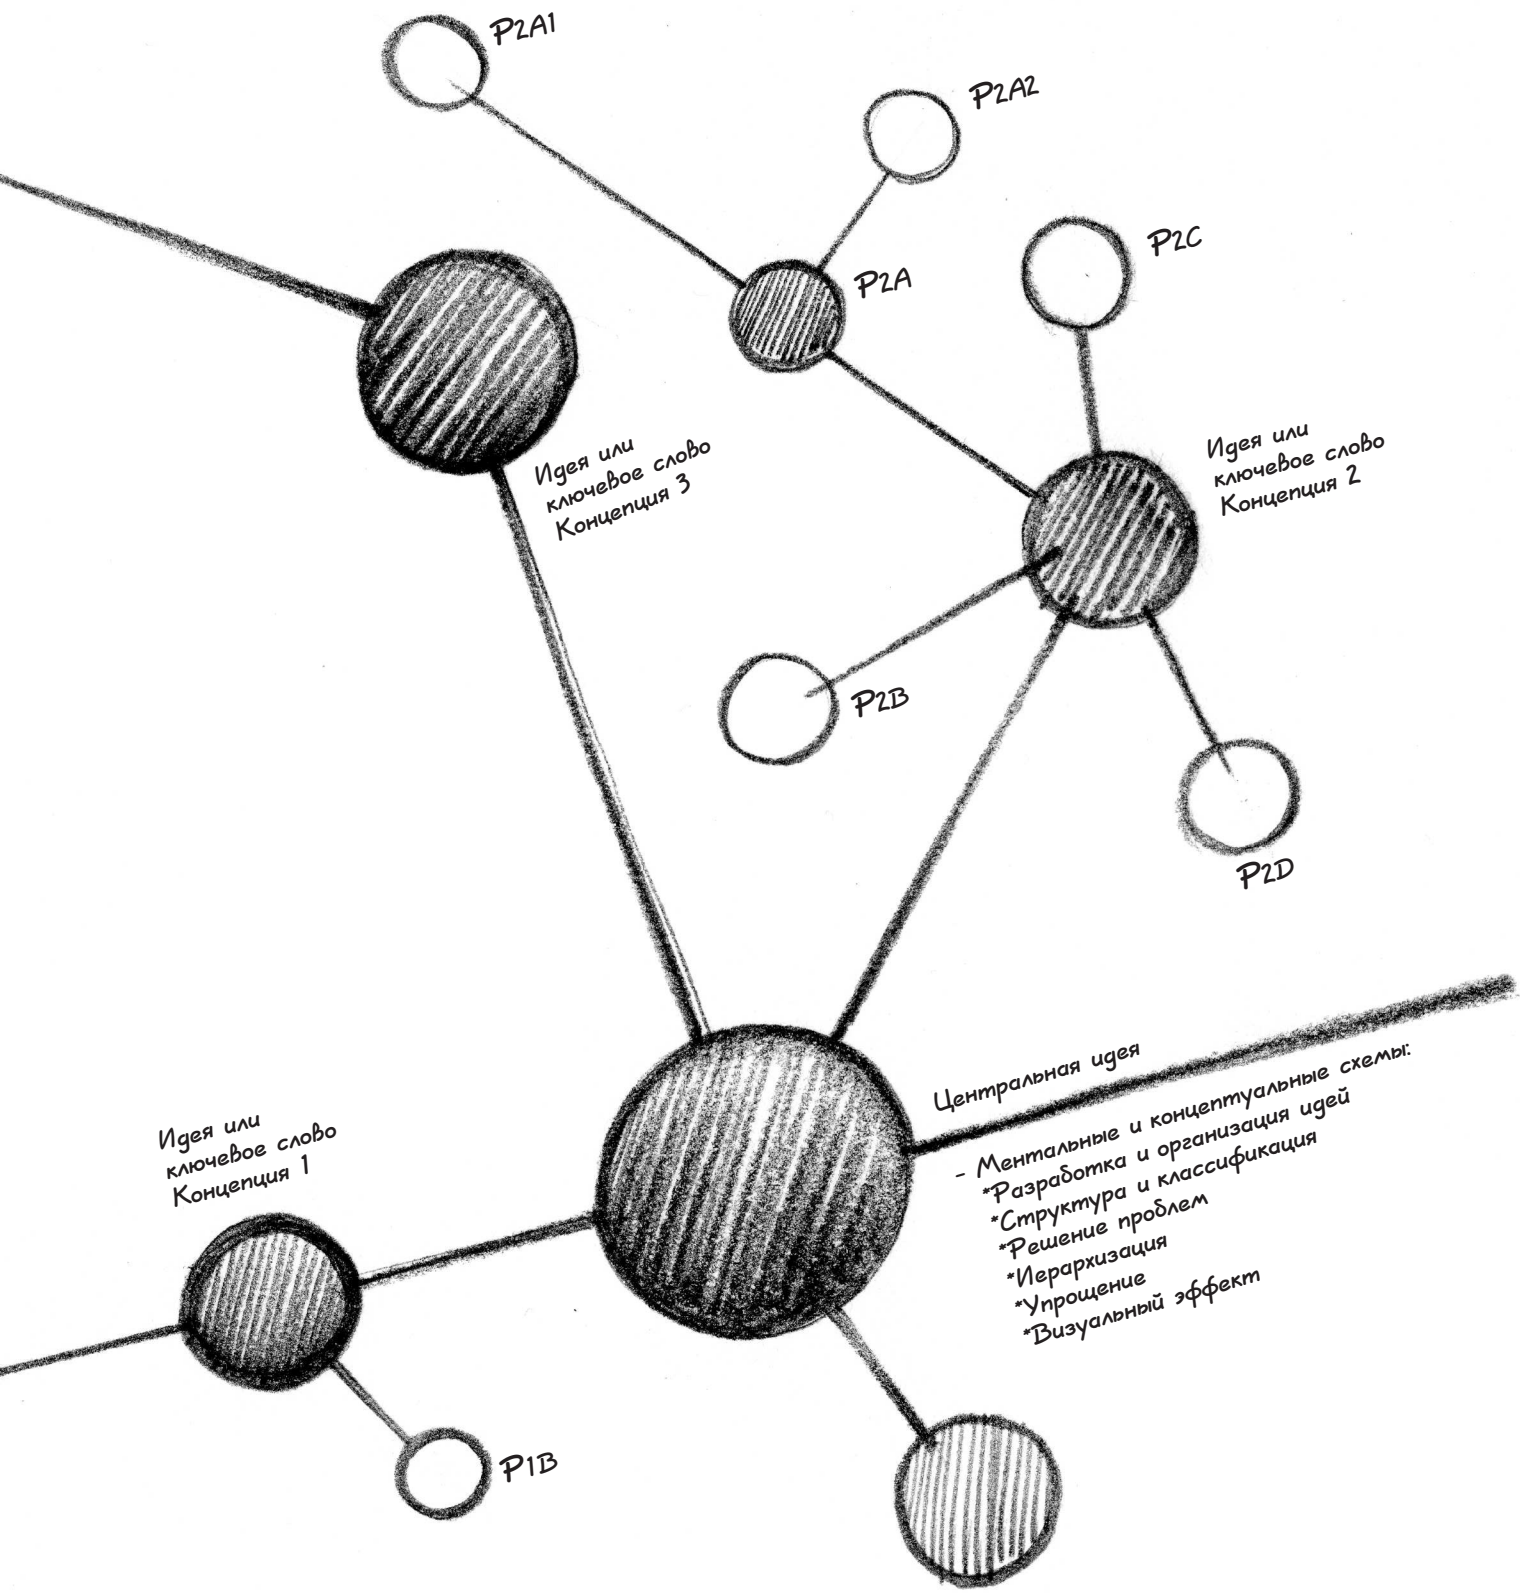 P2A1
P2A2
P2C
P2A
Идея или
ключевое слово
Концепция 3
Идея или
ключевое слово
Концепция 2
P2B
P2D
Центральная идея
- Ментальные и концептуальные схемы:
*Разработка и организация идей
*Структура и классификация
*Решение проблем
*Иерархизация
*Упрощение
*Визуальный эффект
Идея или
ключевое слово
Концепция 1
P1B